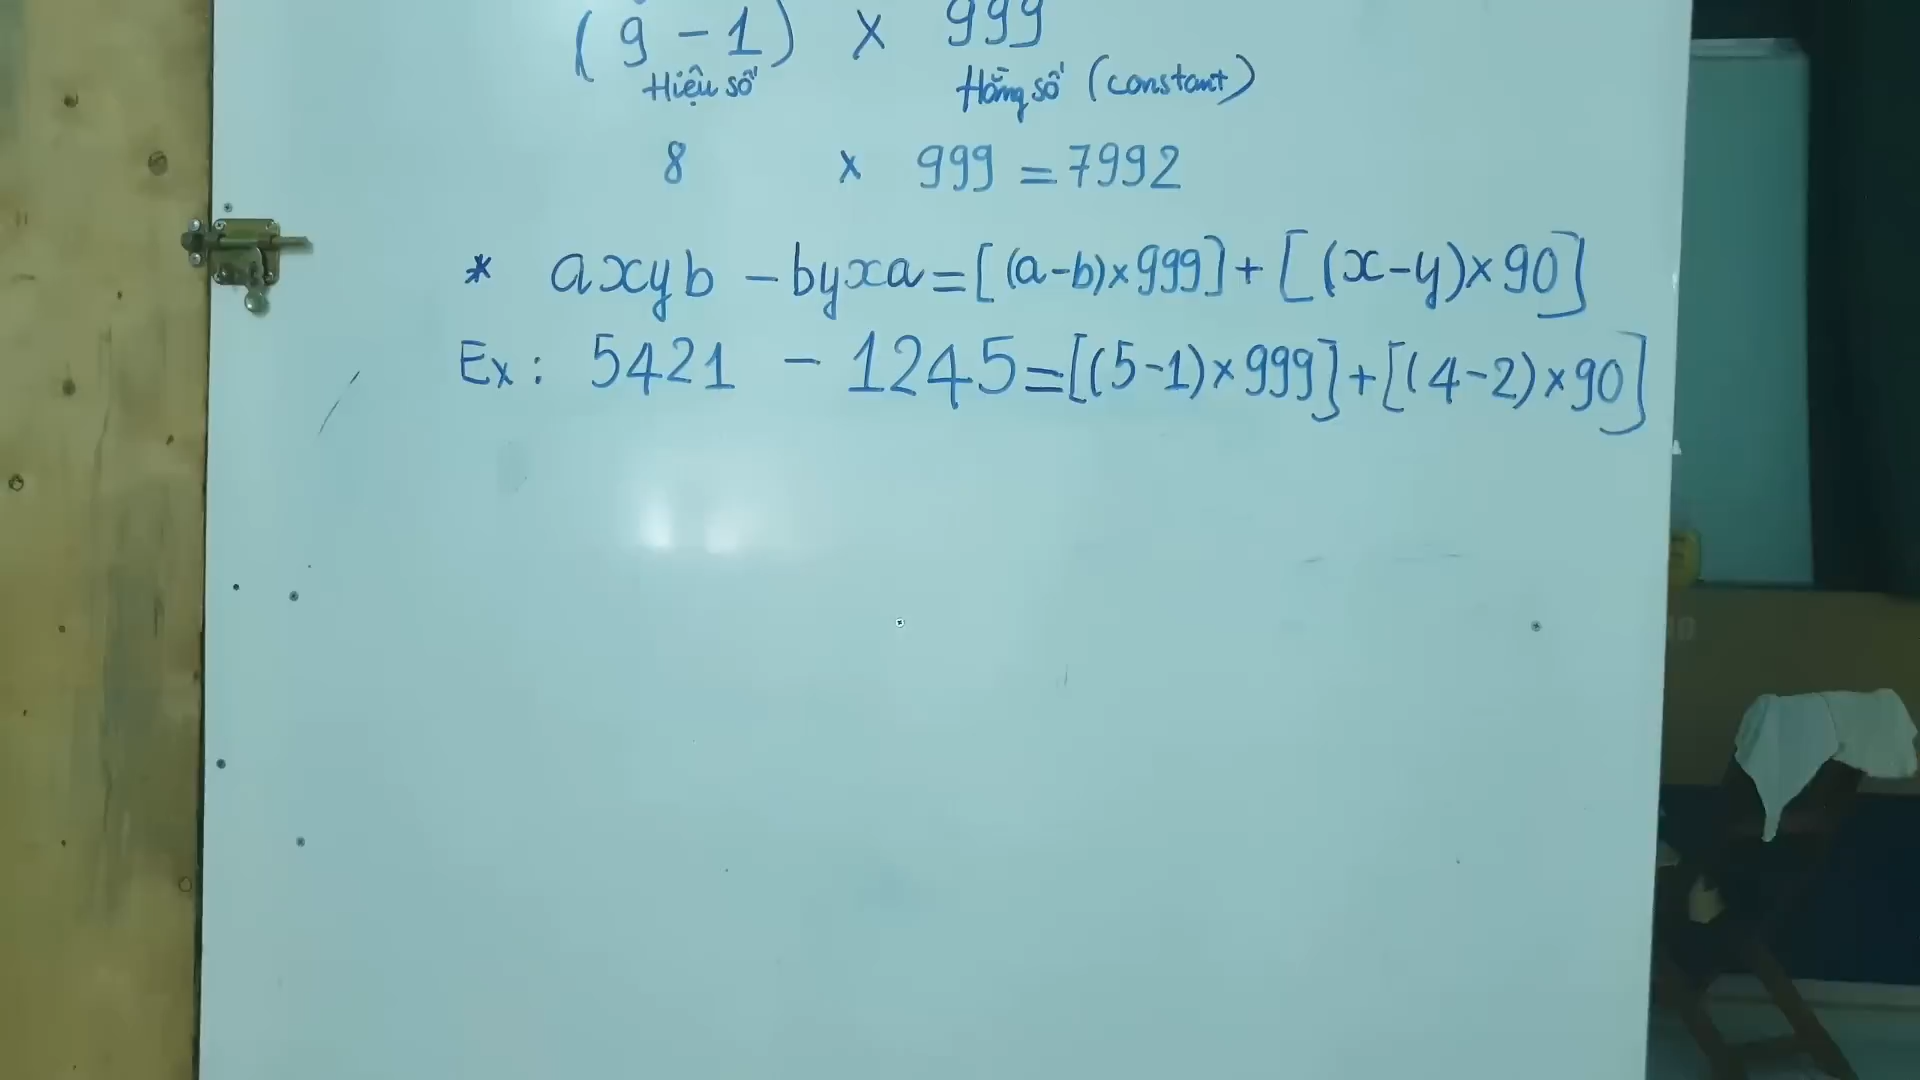 (9 - 1) x 999
Hiệu số Hằng số (constant)
8 x 999 = 7992
* axyb - byxa = [(a-b)x999] + [(x-y)x90]
Ex: 5421 - 1245 = [(5-1)x999] + [(4-2)x90]